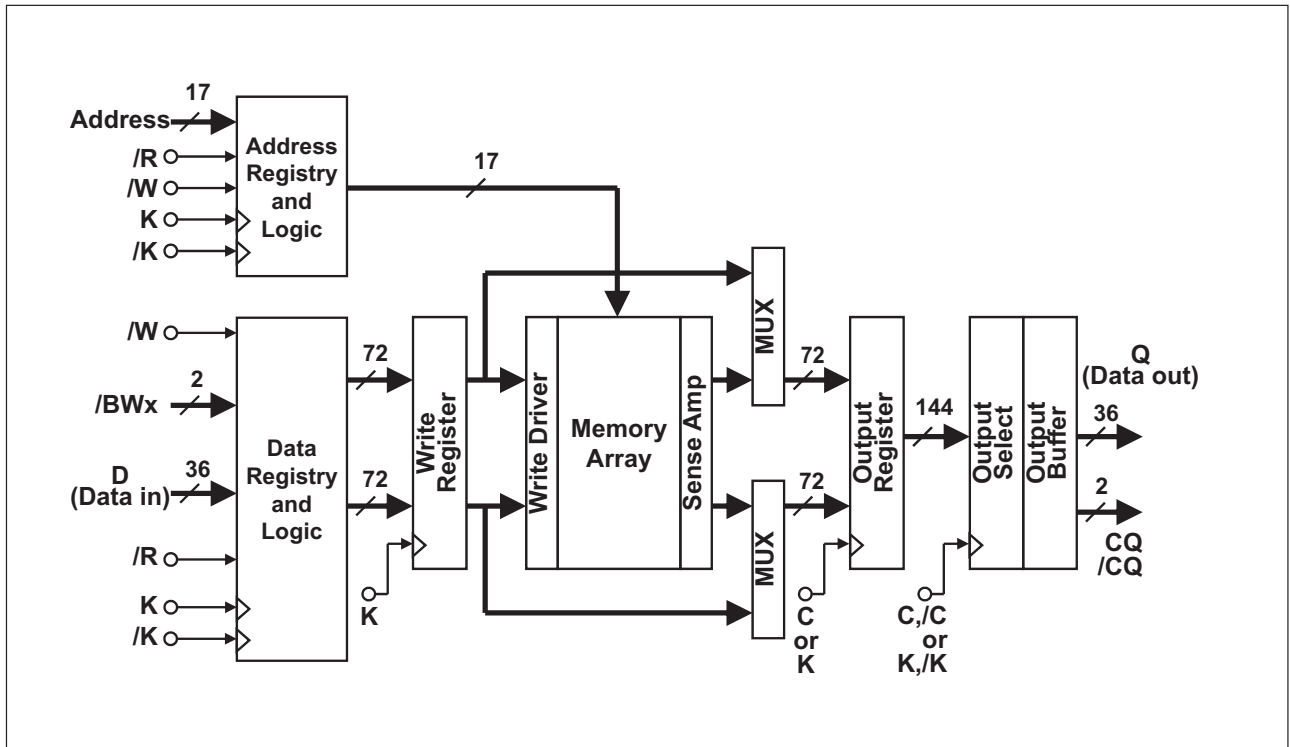 17
Address
/R
/W
K
/K
Address
Registry
and
Logic
17
/W
2
/BWx
36
D
(Data in)
/R
K
/K
Data
Registry
and
Logic
72
72
K
Write
Register
Write Driver
Memory
Array
Sense Amp
MUX
MUX
72
72
C
or
K
Output
Register
144
C,/C
or
K,/K
Output
Select
Output
Buffer
Q
(Data out)
36
2
CQ
/CQ